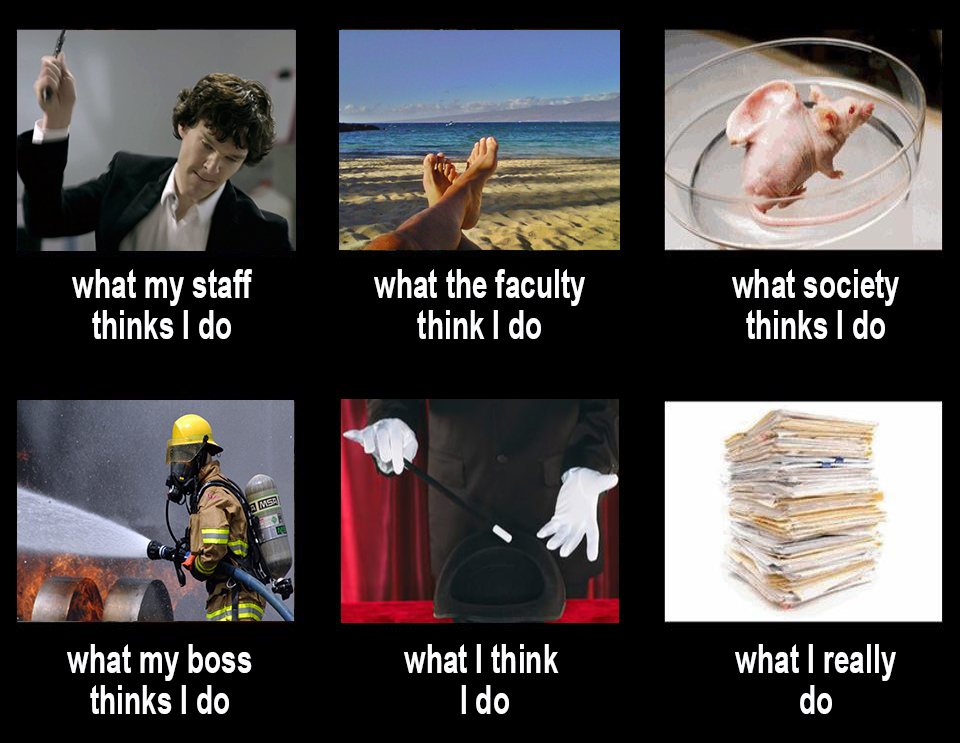 what my staff
thinks I do
what the faculty
think I do
what society
thinks I do
MSA
what my boss
thinks I do
what I think
I do
what I really
do